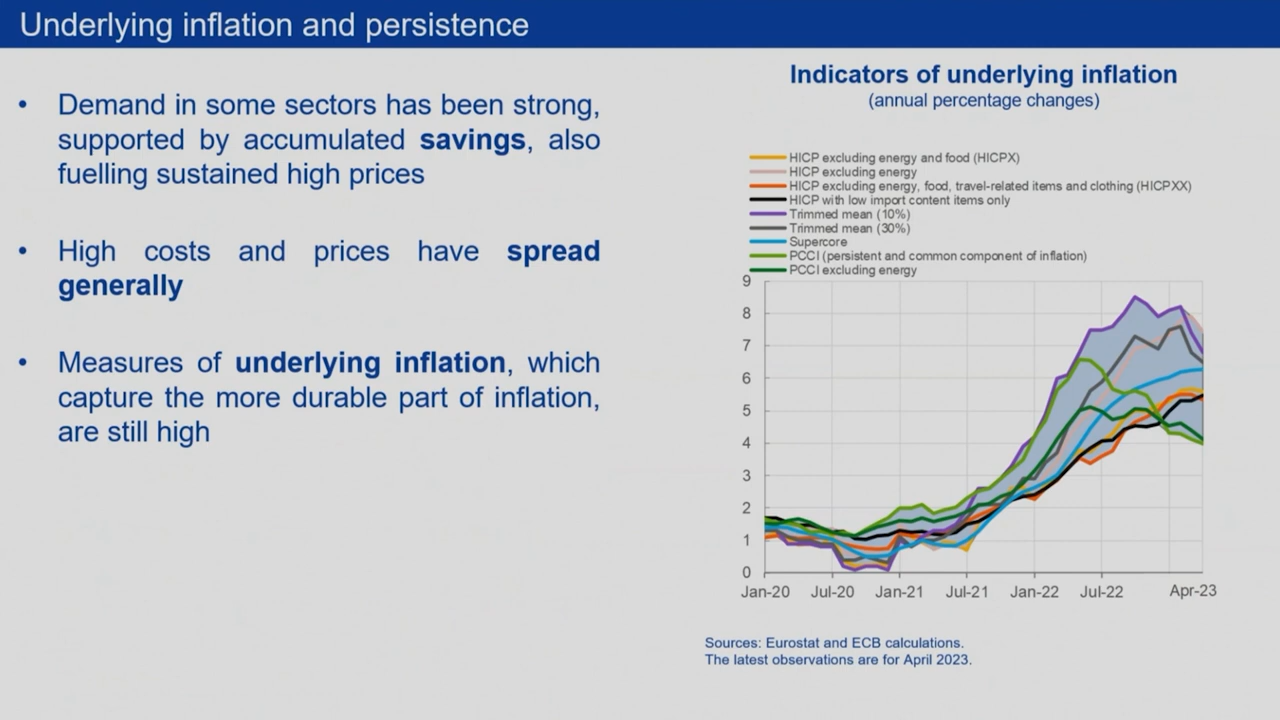 Underlying inflation and persistence
• Demand in some sectors has been strong,
supported by accumulated savings, also
fuelling sustained high prices
• High costs and prices have spread
generally
• Measures of underlying inflation, which
capture the more durable part of inflation,
are still high
Indicators of underlying inflation
(annual percentage changes)
HICP excluding energy and food (HICPX)
HICP excluding energy
HICP excluding energy, food, travel-related items and clothing (HICPXX)
HICP with low import content items only
Trimmed mean (10%)
Trimmed mean (30%)
Supercore
PCCI (persistent and common component of inflation)
PCCI excluding energy
9
8
7
6
5
4
3
2
1
0
Jan-20 Jul-20 Jan-21 Jul-21 Jan-22 Jul-22 Apr-23
Sources: Eurostat and ECB calculations.
The latest observations are for April 2023.